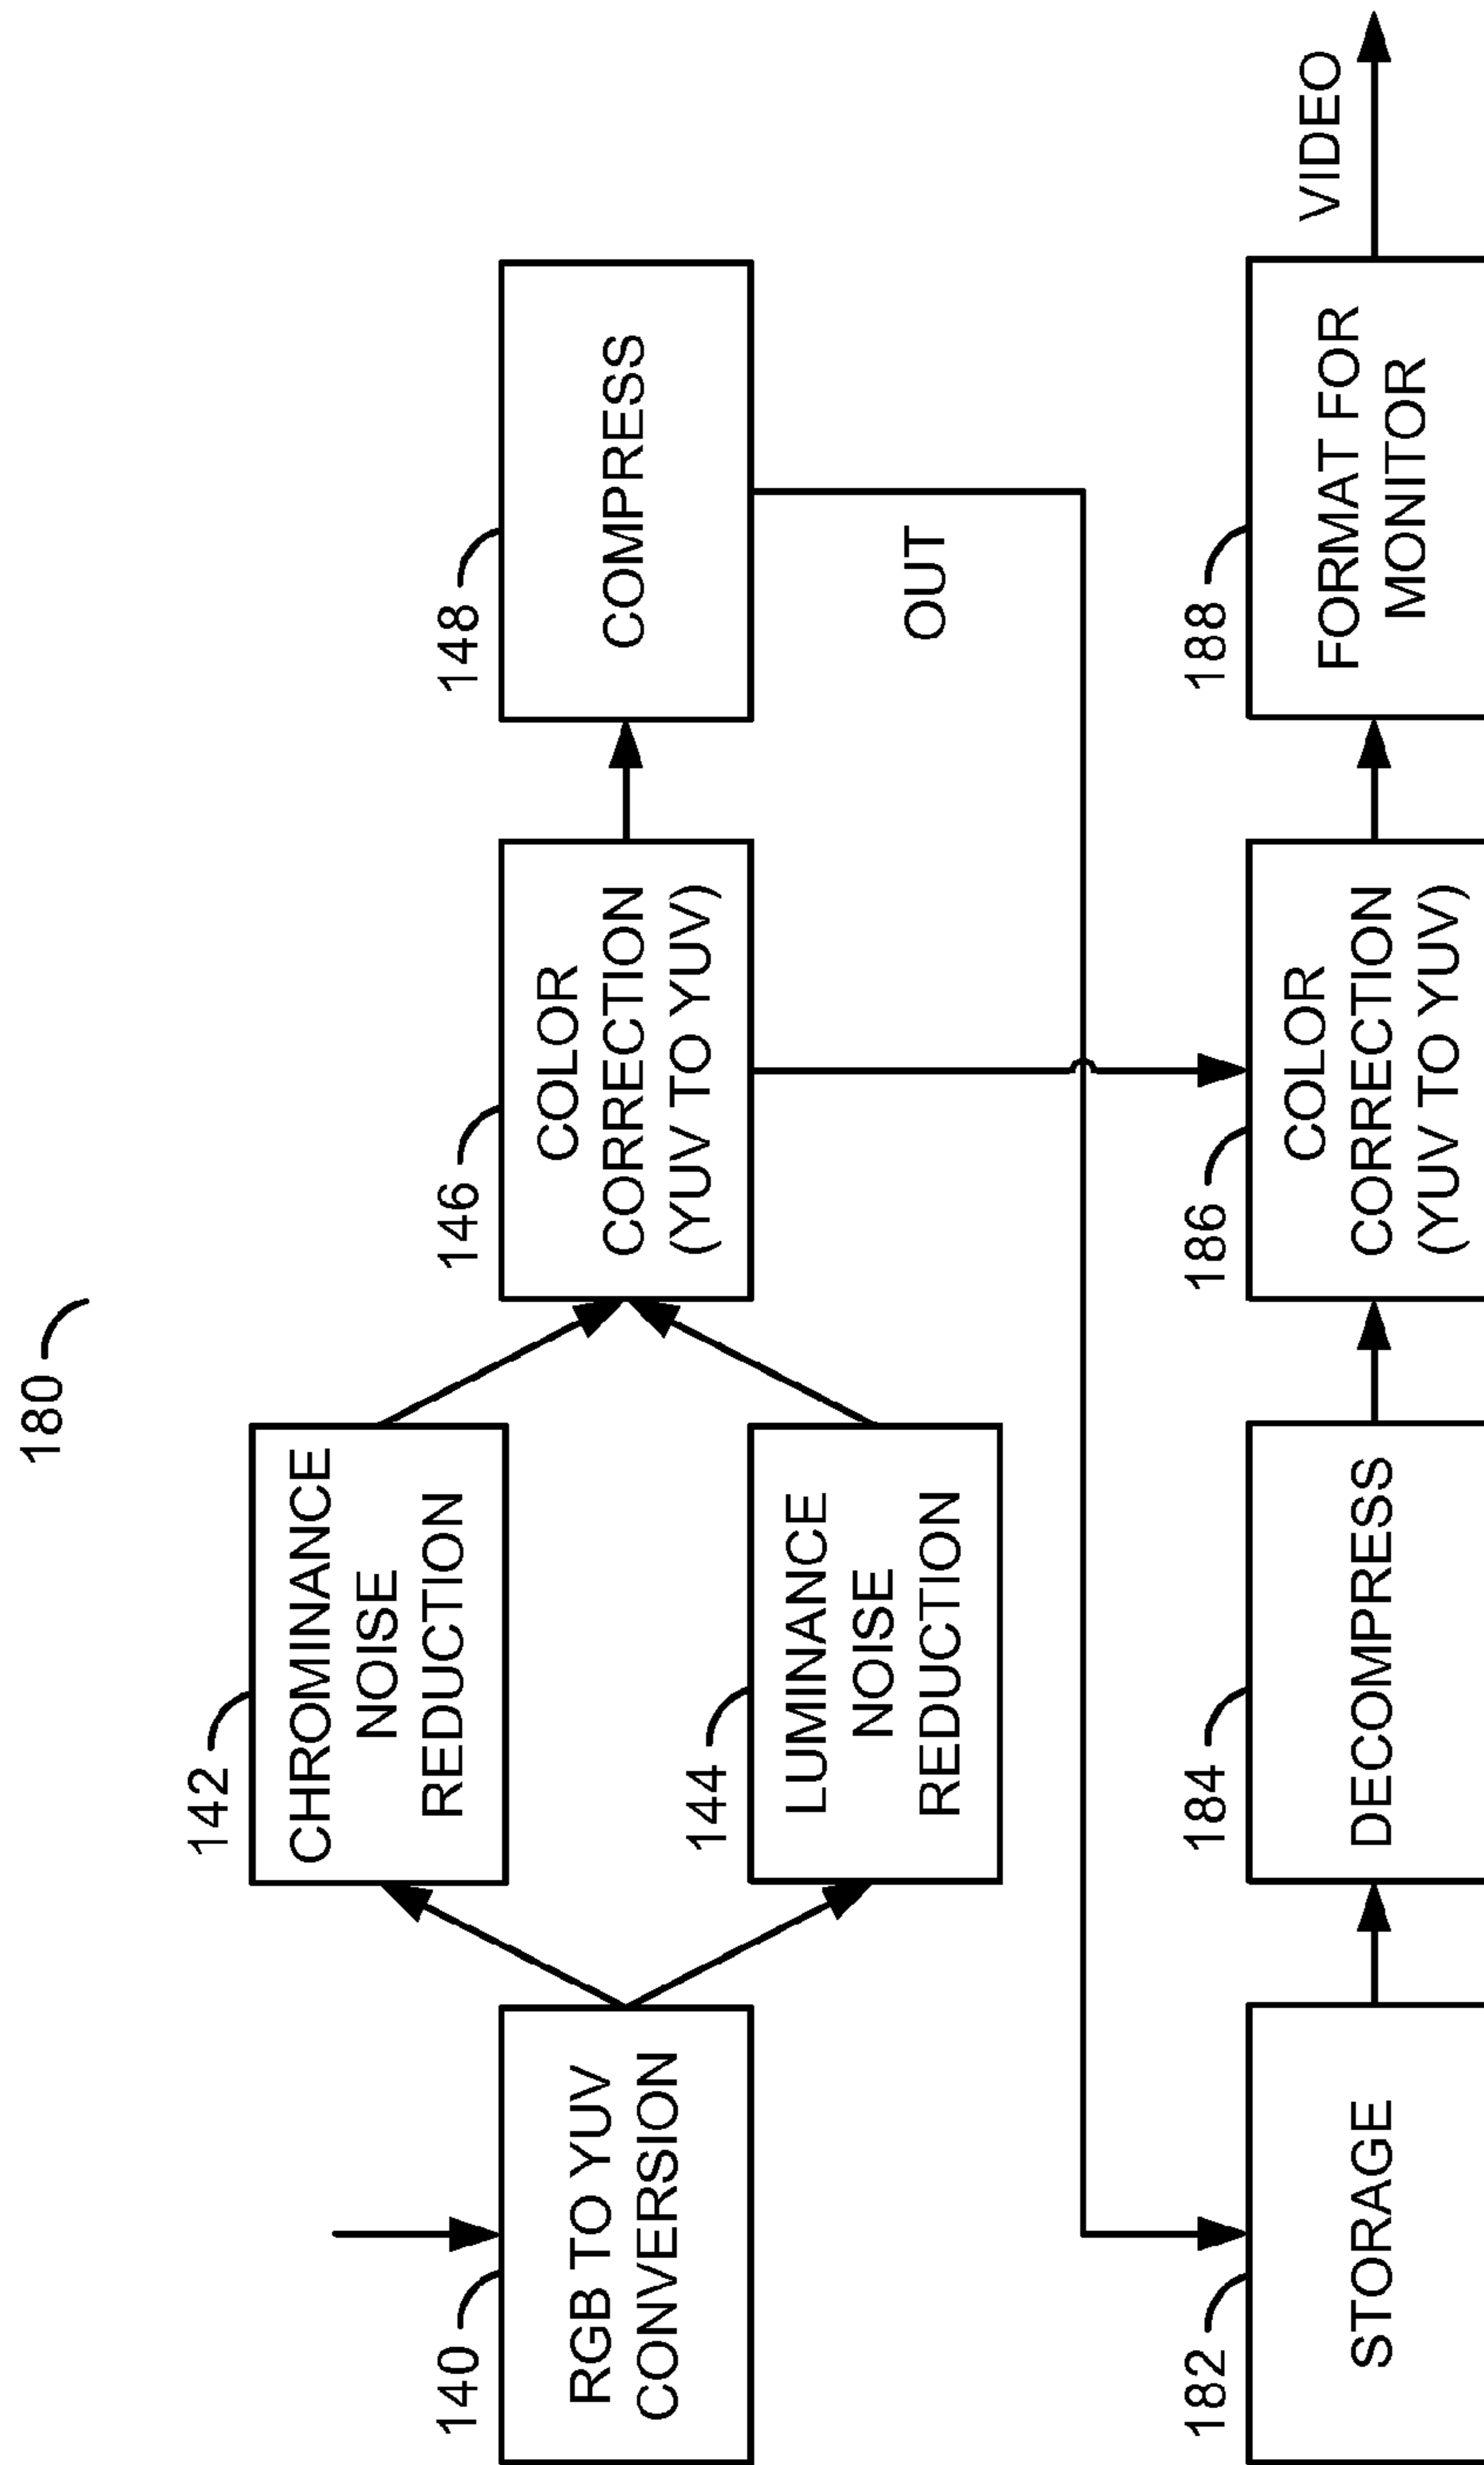 180
142
CHROMINANCE
NOISE
REDUCTION
140
RGB TO YUV
CONVERSION
146
COLOR
CORRECTION
(YUV TO YUV)
148
COMPRESS
144
LUMINANCE
NOISE
REDUCTION
OUT
182
STORAGE
184
DECOMPRESS
186
COLOR
CORRECTION
(YUV TO YUV)
188
FORMAT FOR
MONITOR
VIDEO